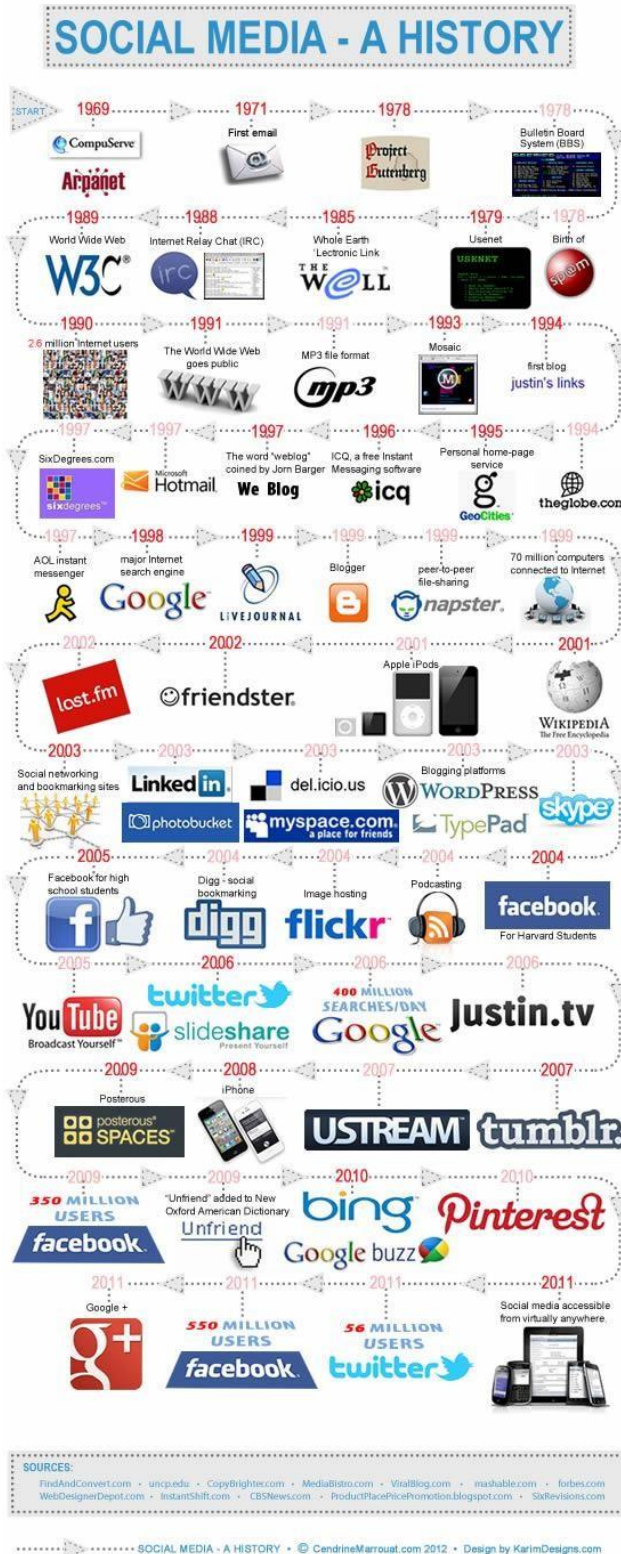 SOCIAL MEDIA - A HISTORY
START
1969
1971
1978
1978
CompuServe
Arpanet
First email
@
Project
Gutenberg
Bulletin Board
System (BBS)
1989
1988
1985
1979
1978
World Wide Web
W3C®
Internet Relay Chat (IRC)
irc
Whole Earth
'Lectronic Link
THE
W@LL
Usenet
USENET
Birth of
sp@m
1990
1991
1991
1993
1994
2.6 million Internet users
The World Wide Web
goes public
WWW
MP3 file format
mp3
Mosaic
first blog
justin's links
1997
1997
1997
1996
1995
1994
SixDegrees.com
sixdegrees™
Microsoft
Hotmail
The word "weblog"
coined by Jorn Barger
We Blog
ICQ, a free Instant
Messaging software
icq
Personal home-page
service
GeoCities
theglobe.com
1997
1998
1999
1999
1999
1999
AOL instant
messenger
major Internet
search engine
Google
LIVEJOURNAL
Blogger
peer-to-peer
file-sharing
napster.
70 million computers
connected to Internet
2002
2002
2001
2001
last.fm
friendster.
Apple iPods
WIKIPEDIA
The Free Encyclopedia
2003
2003
2003
2003
2003
Social networking
and bookmarking sites
LinkedIn
photobucket
del.icio.us
myspace.com
a place for friends
Blogging platforms
WORDPRESS
TypePad
skype
2005
2004
2004
2004
2004
Facebook for high
school students
Digg - social
bookmarking
digg
Image hosting
flickr
Podcasting
facebook
For Harvard Students
2005
2006
2006
2006
YouTube
Broadcast Yourself™
twitter
slideshare
Present Yourself
400 MILLION
SEARCHES/DAY
Google
Justin.tv
2009
2008
2007
2007
Posterous
posterous®
SPACES™
iPhone
USTREAM
tumblr.
2009
2009
2010
2010
350 MILLION
USERS
facebook
"Unfriend" added to New
Oxford American Dictionary
Unfriend
bing
Google buzz
Pinterest
2011
2011
2011
2011
Google +
g+
550 MILLION
USERS
facebook
56 MILLION
USERS
twitter
Social media accessible
from virtually anywhere
SOURCES:
FindAndConvert.com • uncp.edu • CopyBrighter.com • MediaBistro.com • ViralBlog.com • mashable.com • forbes.com
WebDesignerDepot.com • InstantShift.com • CBSNews.com • ProductPlacePricePromotion.blogspot.com • SixRevisions.com
SOCIAL MEDIA - A HISTORY • © CendrineMarrouat.com 2012 • Design by KarimDesigns.com